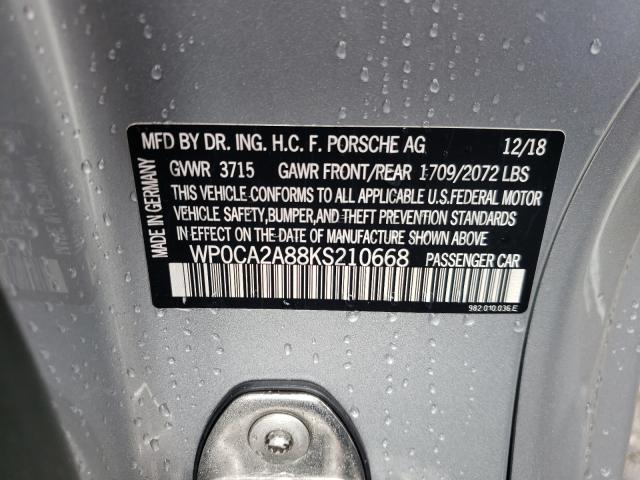 MFD BY DR. ING. H.C. F. PORSCHE AG 12/18
GVWR 3715 GAWR FRONT/REAR 1709/2072 LBS
THIS VEHICLE CONFORMS TO ALL APPLICABLE U.S. FEDERAL MOTOR
VEHICLE SAFETY,BUMPER,AND THEFT PREVENTION STANDARDS
IN EFFECT ON THE DATE OF MANUFACTURE SHOWN ABOVE.
WP0CA2A88KS210668 PASSENGER CAR
982.010.036.E
MADE IN GERMANY